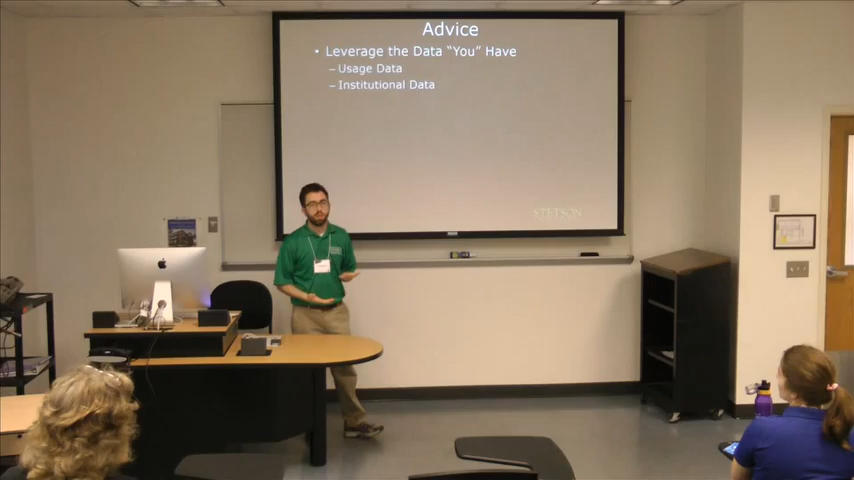 Advice
• Leverage the Data “You” Have
– Usage Data
– Institutional Data
STETSON